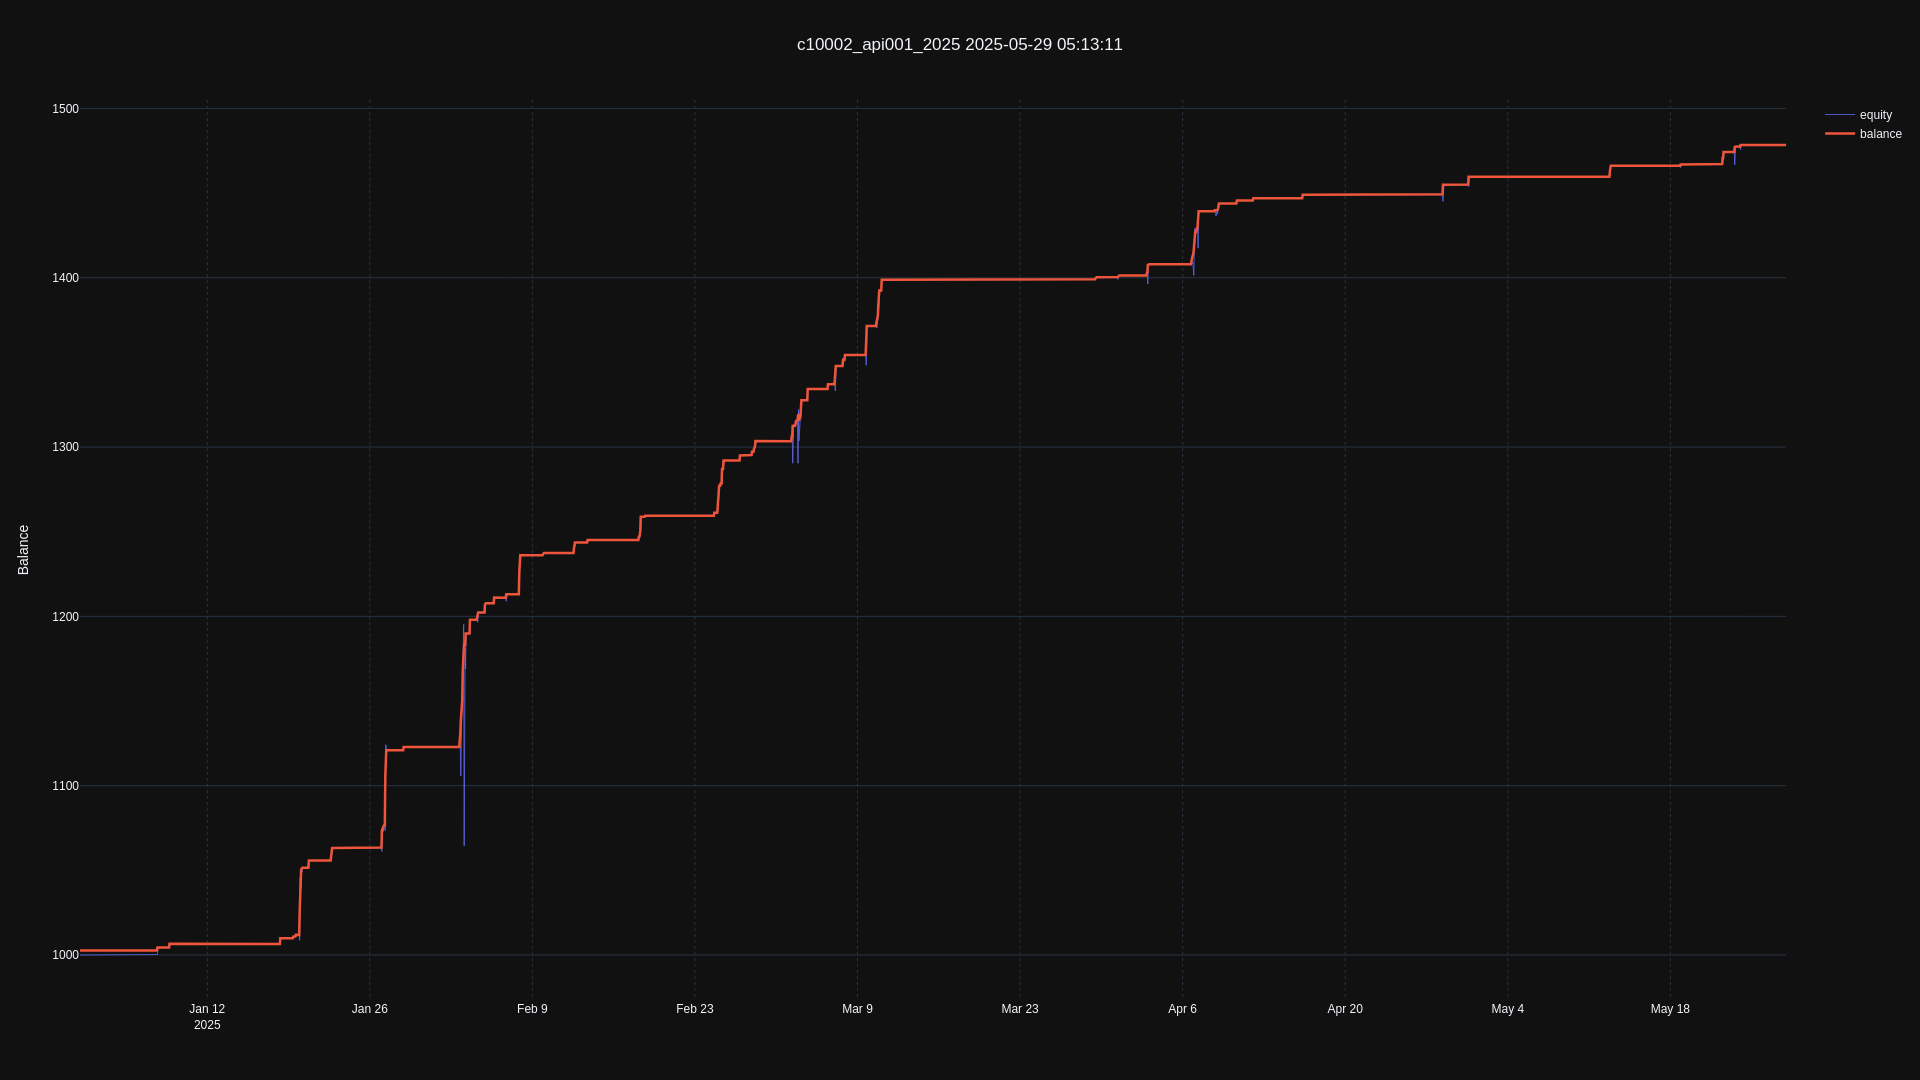 c10002_api001_2025 2025-05-29 05:13:11
equity
balance
Balance
1500
1400
1300
1200
1100
1000
Jan 12
2025
Jan 26
Feb 9
Feb 23
Mar 9
Mar 23
Apr 6
Apr 20
May 4
May 18